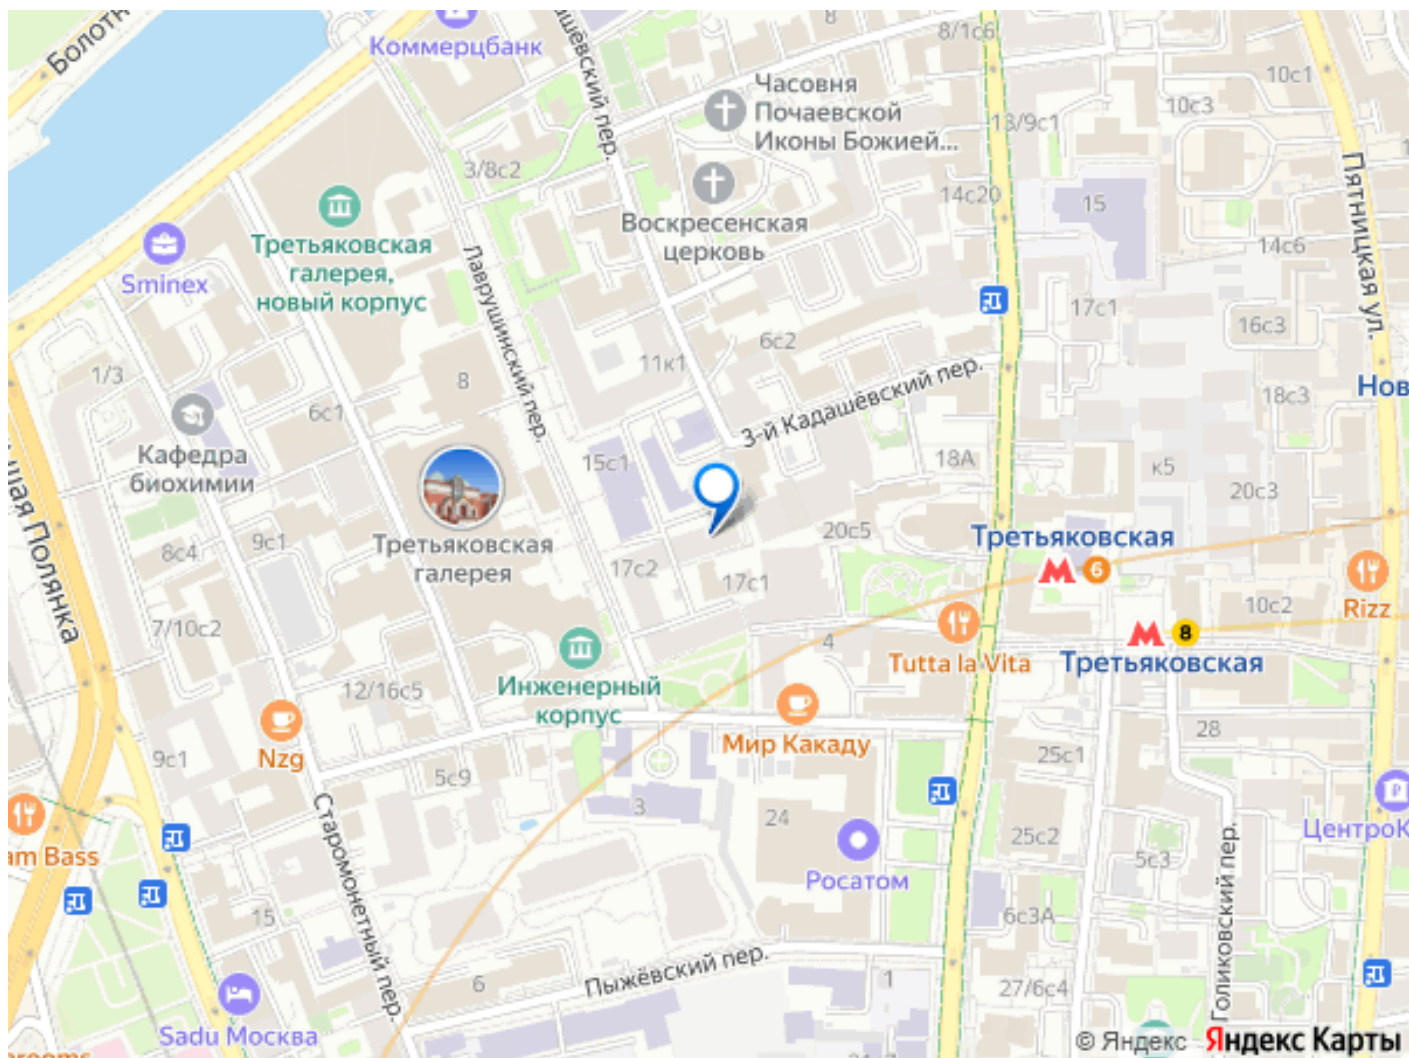 Болотн
Коммерцбанк
ашёвский пер.
8
8/1с6
Часовня
Почаевской
Иконы Божией...
10с1
10с3
13/9с1
3/8с2
14с20
15
Пятницкая ул.
Воскресенская
церковь
14с6
Третьяковская
галерея,
новый корпус
Sminex
Лаврушинский пер.
17с1
16с3
6с2
11к1
1/3
8
6с1
3-й Кадашёвский пер.
18с3
Нов
Кафедра
биохимии
15с1
18А
к5
20с3
шая Полянка
Третьяковская
галерея
9с1
8с4
20с5
Третьяковская
6
17с2
17с1
10с2
Rizz
7/10с2
4
8
Tutta la Vita
Третьяковская
12/16с5
Инженерный
корпус
Nzg
Мир Какаду
28
25с1
9с1
5с9
3
24
25с2
ЦентроК
am Bass
5с3
Росатом
Старомонетный пер.
15
6с3А
Голиковский пер.
Пыжёвский пер.
6
1
27/6с4
Sadu Москва
© Яндекс Яндекс Карты